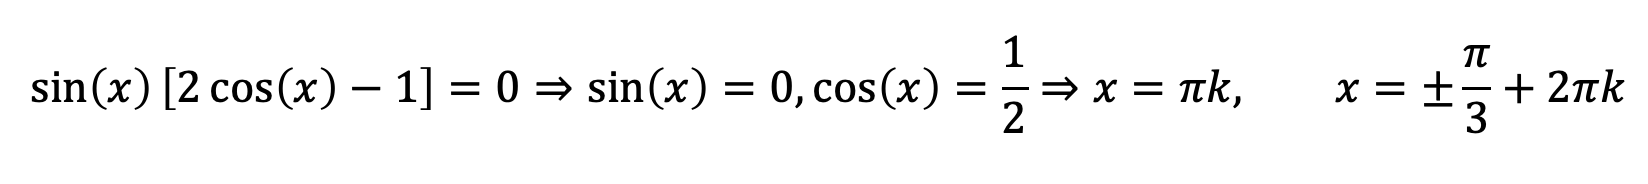 sin(x) [2 cos(x) − 1] = 0 ⇒ sin(x) = 0, cos(x) = 1/2 ⇒ x = πk, x = ±π/3 + 2πk